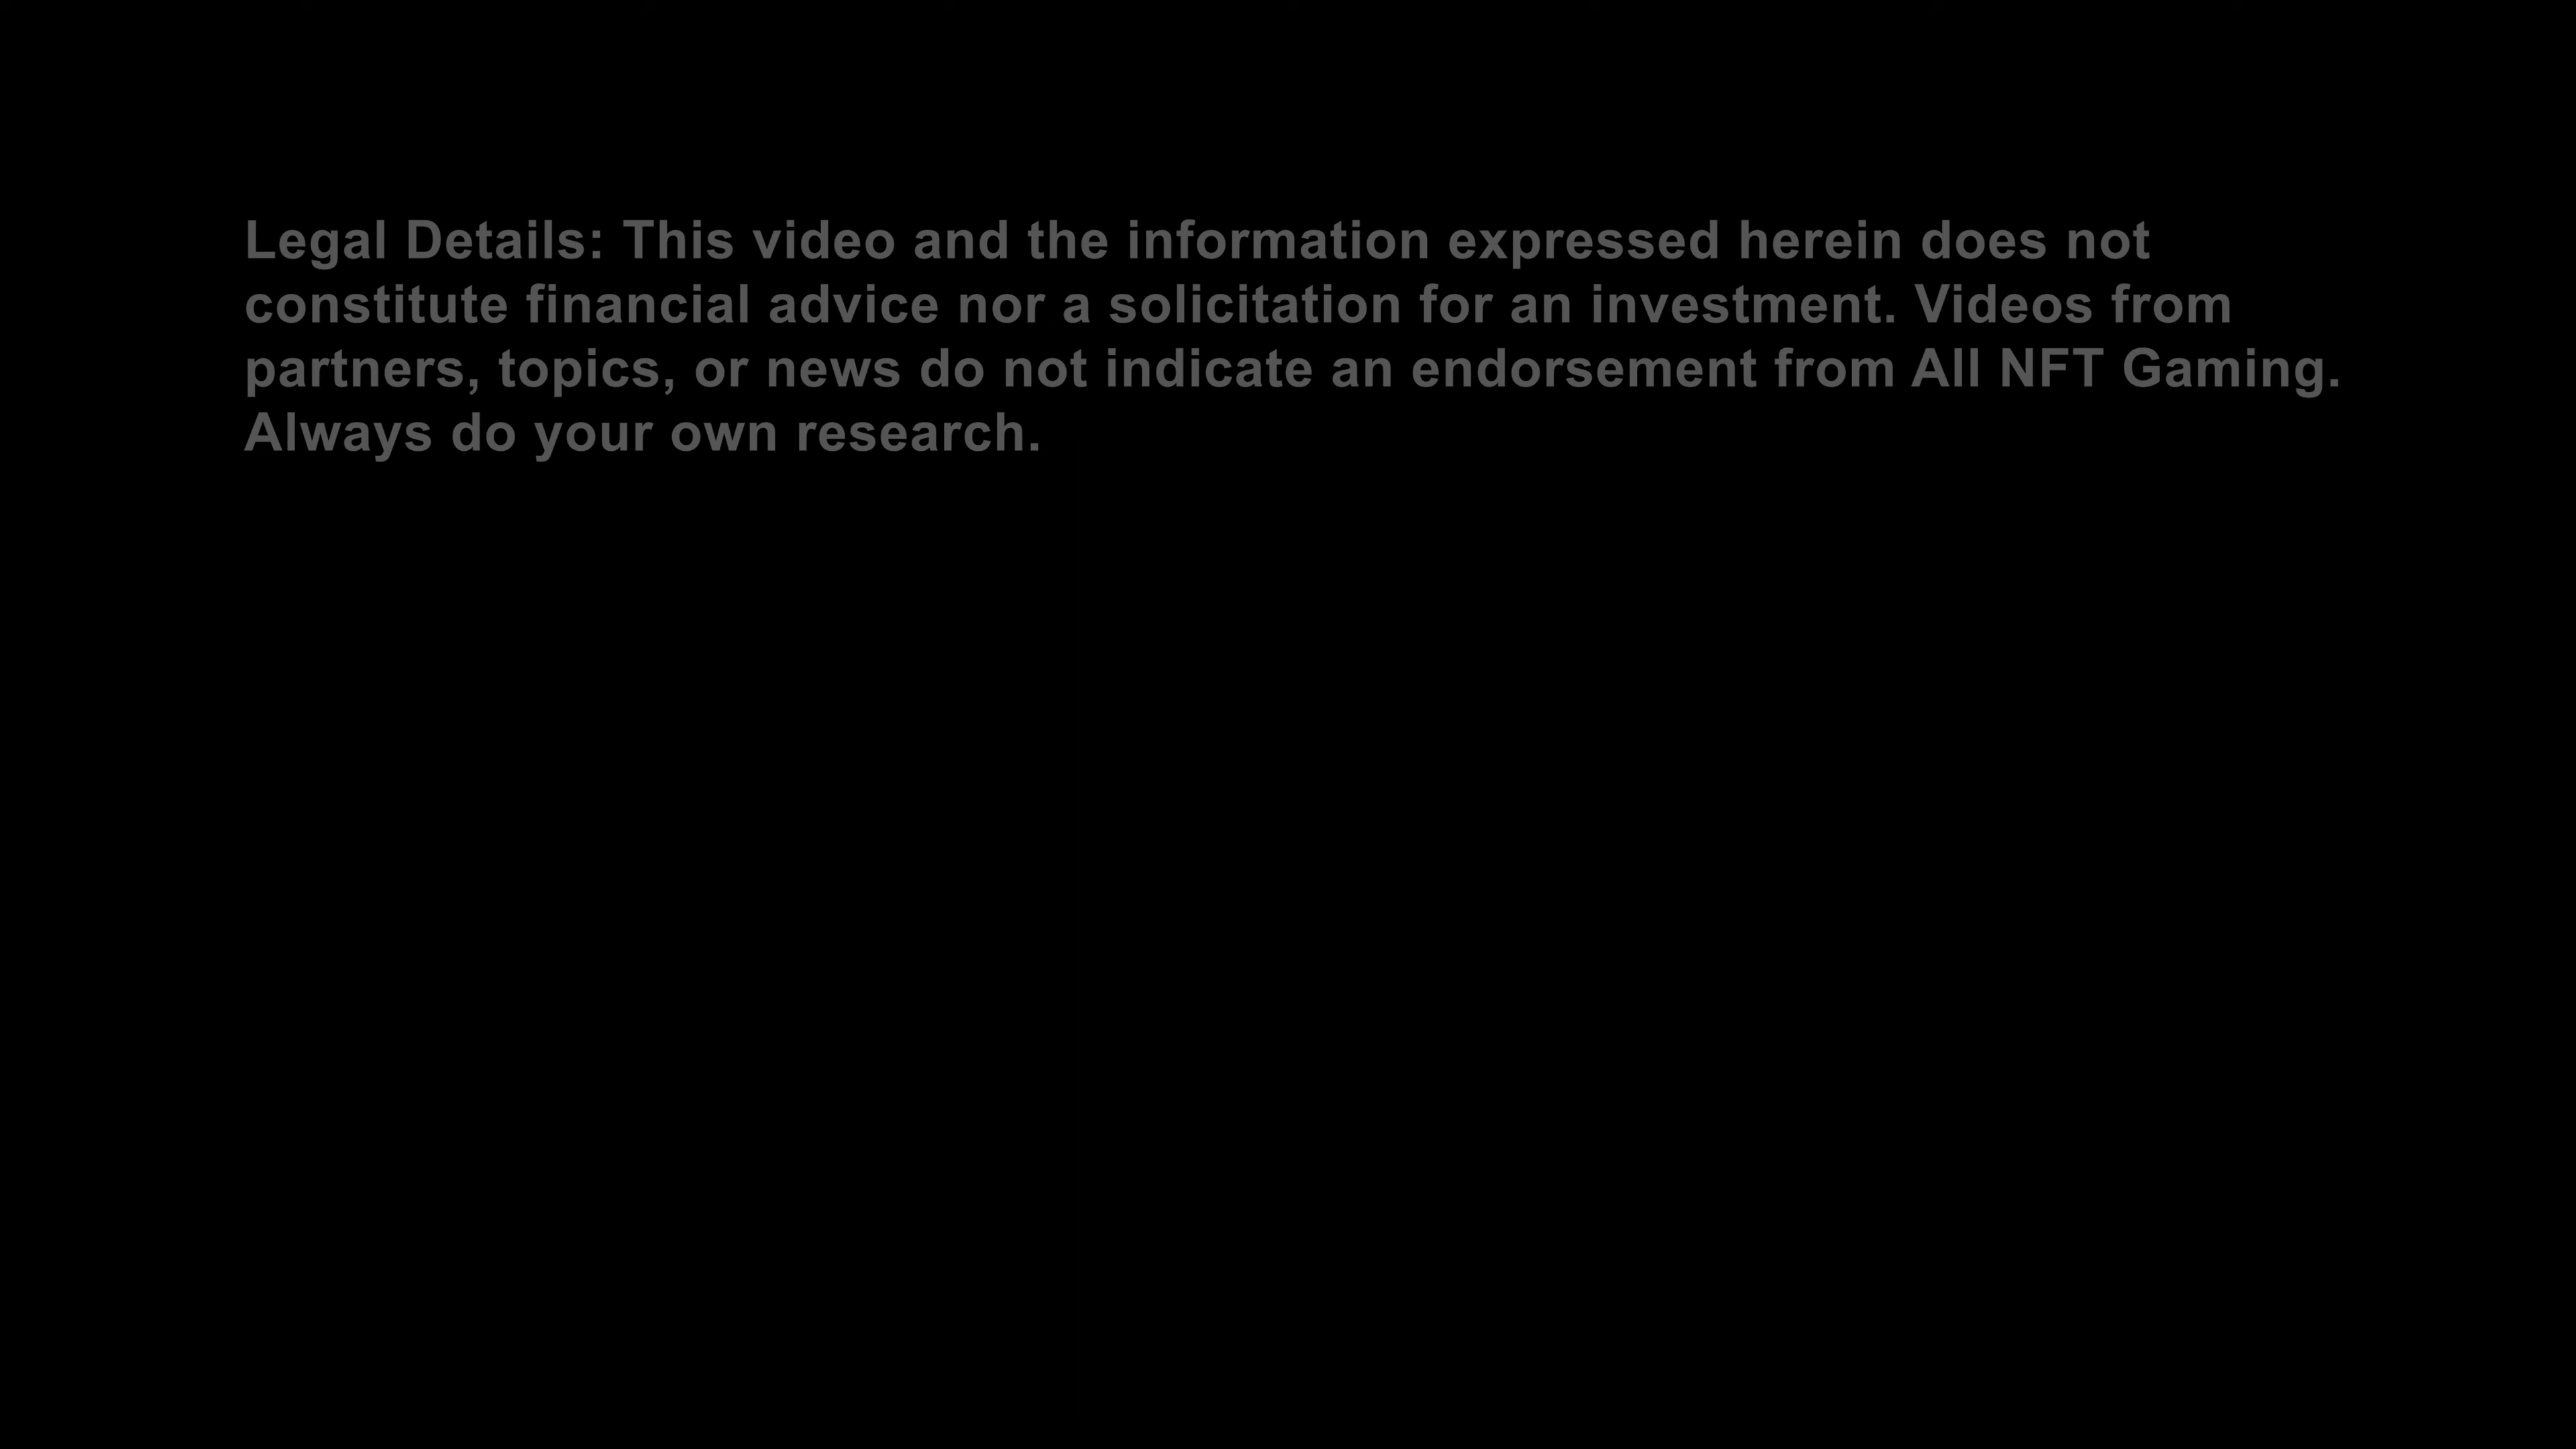 Legal Details: This video and the information expressed herein does not
constitute financial advice nor a solicitation for an investment. Videos from
partners, topics, or news do not indicate an endorsement from All NFT Gaming.
Always do your own research.